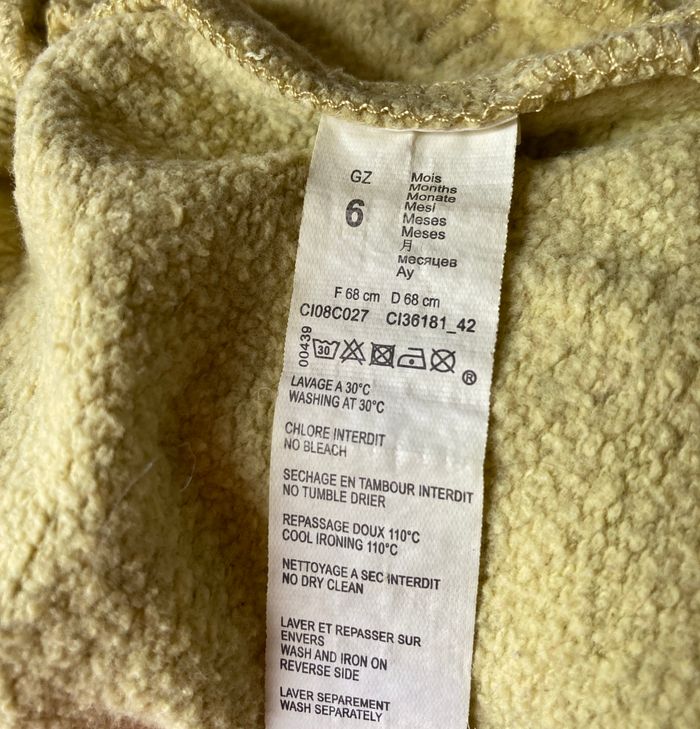 GZ
6
Mois
Months
Monate
Mesi
Meses
Meses
月
месяцев
Ay
F 68 cm D 68 cm
CI08C027 CI36181_42
00439
30
®
LAVAGE A 30°C
WASHING AT 30°C
CHLORE INTERDIT
NO BLEACH
SECHAGE EN TAMBOUR INTERDIT
NO TUMBLE DRIER
REPASSAGE DOUX 110°C
COOL IRONING 110°C
NETTOYAGE A SEC INTERDIT
NO DRY CLEAN
LAVER ET REPASSER SUR
ENVERS
WASH AND IRON ON
REVERSE SIDE
LAVER SEPAREMENT
WASH SEPARATELY